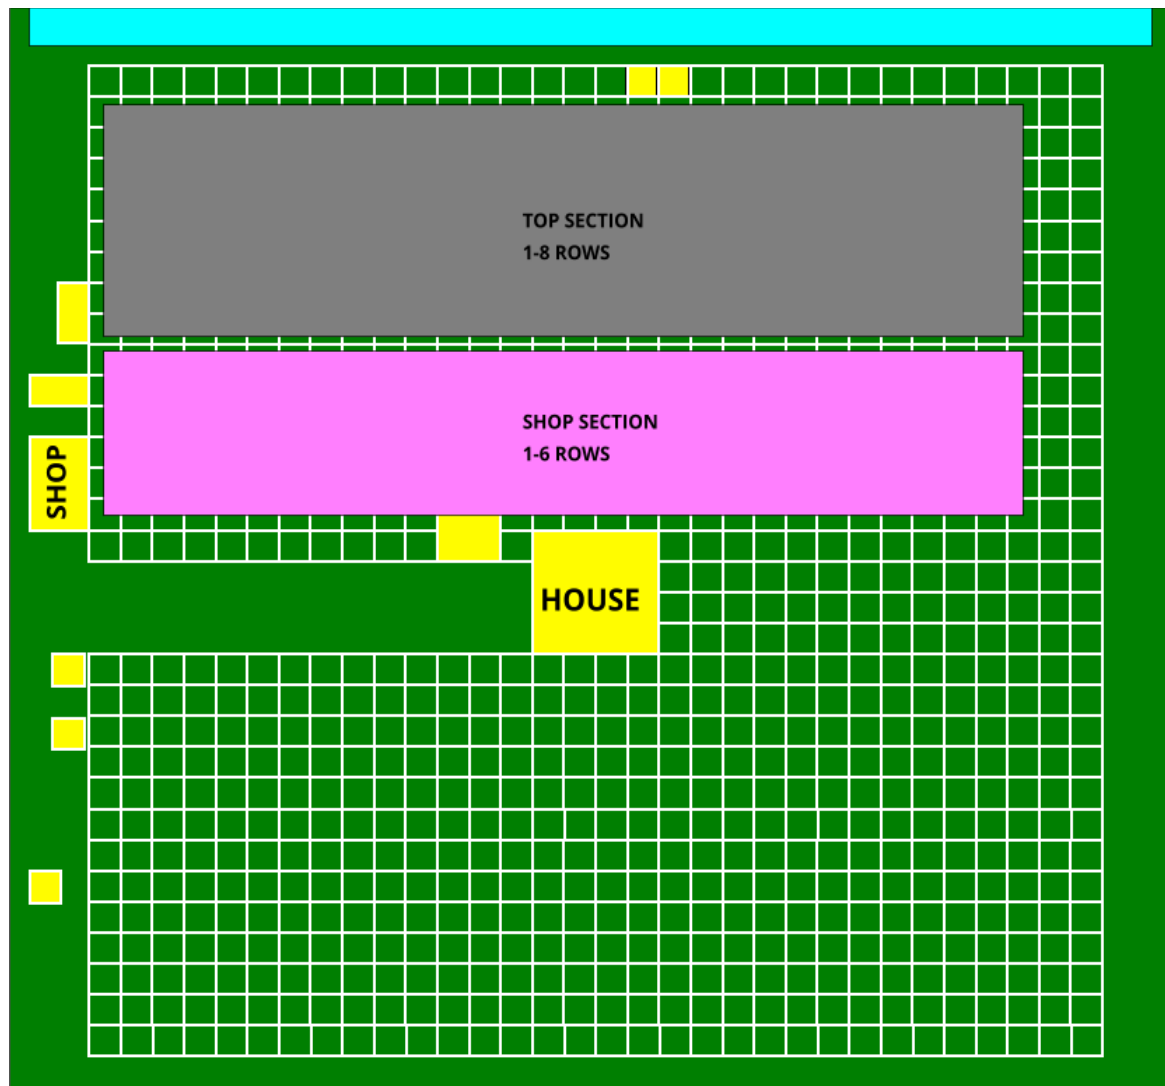 TOP SECTION
1-8 ROWS
SHOP SECTION
1-6 ROWS
SHOP
HOUSE